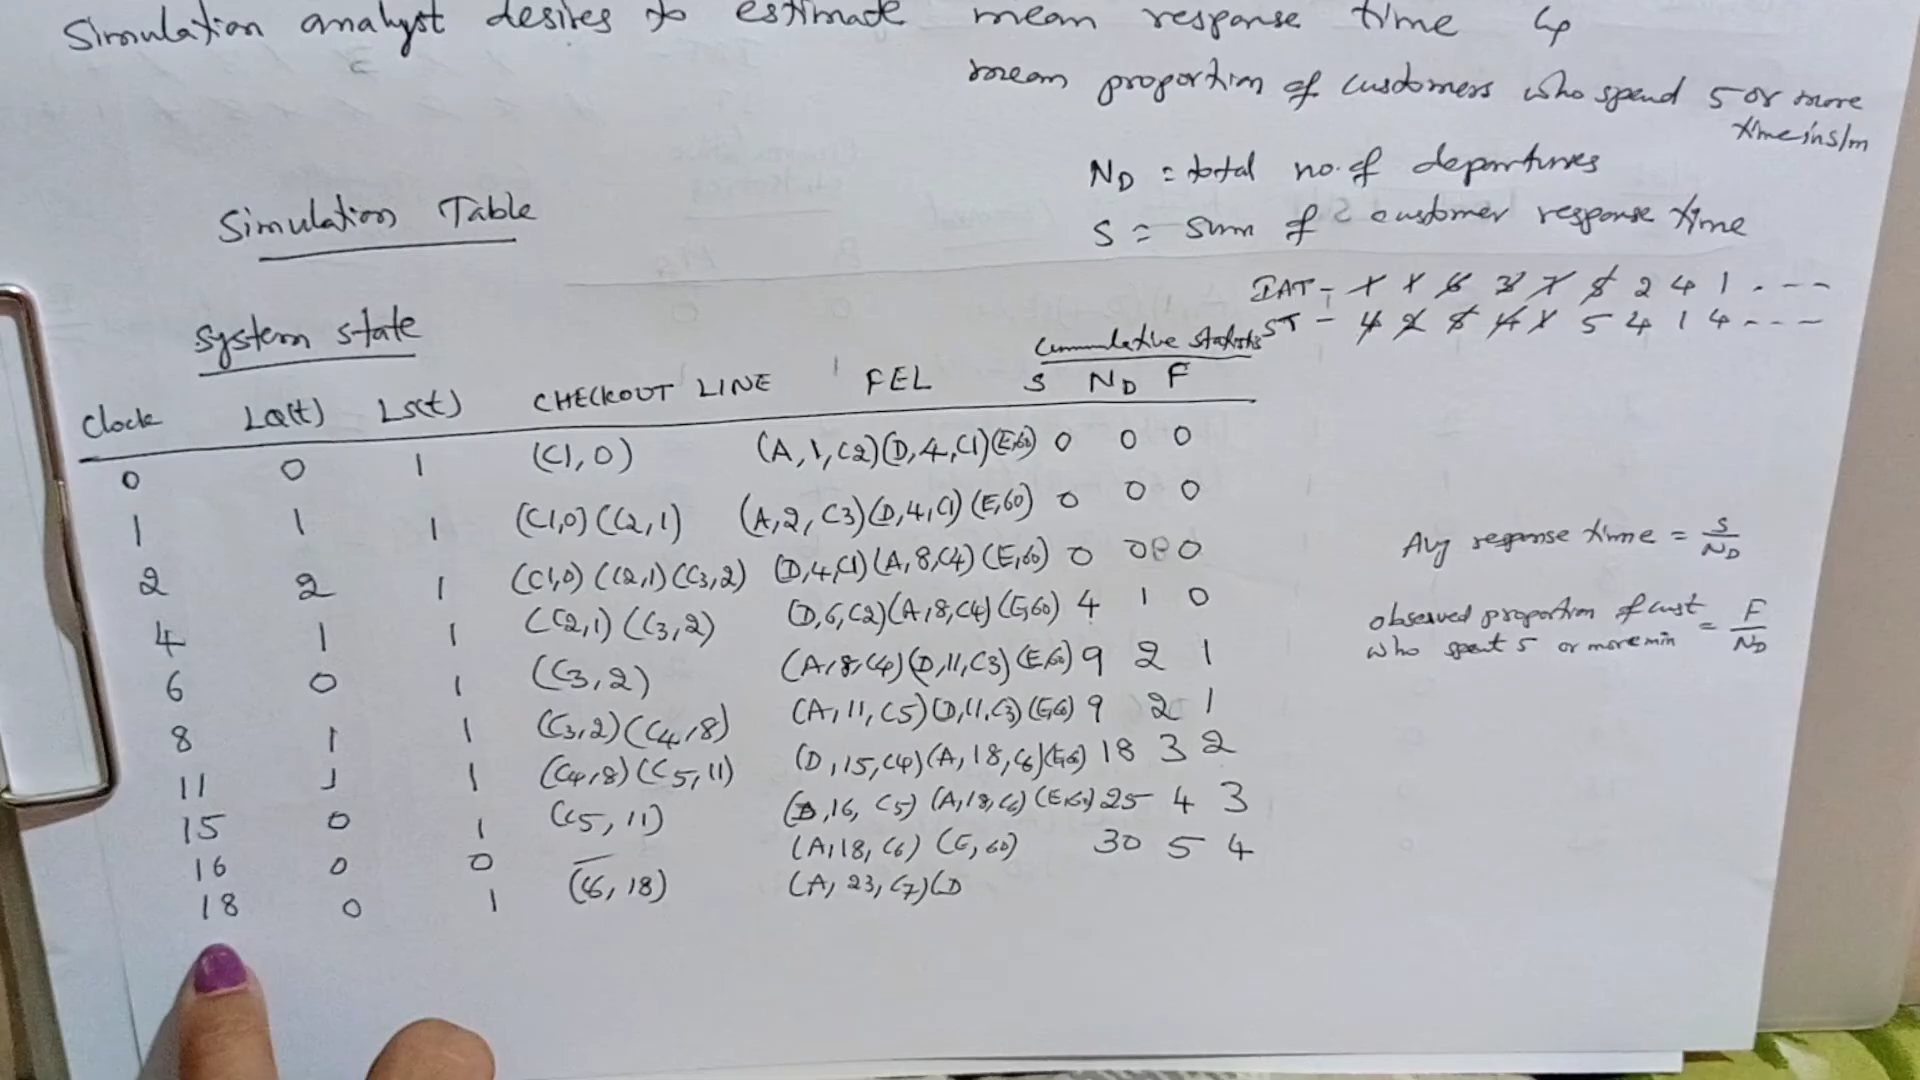 Simulation analyst desires to estimate mean response time &
mean proportion of customers who spend 5 or more
time in s/m
ND = total no. of departures
S = Sum of customer response time
Simulation Table
IAT - 1 1 6 3 7 5 2 4 1 . - - -
ST - 4 2 5 4 1 5 4 1 4 - - - -
System state
Cummulative Statistics
Clock LQ(t) LS(t) CHECKOUT LINE FEL S ND F
0 0 1 (C1,0) (A,1,C2)(D,4,C1)(E,60) 0 0 0
1 1 1 (C1,0)(C2,1) (A,2,C3)(D,4,C1)(E,60) 0 0 0
2 2 1 (C1,0)(C2,1)(C3,2) (D,4,C1)(A,8,C4)(E,60) 0 0 0
4 1 1 (C2,1)(C3,2) (D,6,C2)(A,8,C4)(E,60) 4 1 0
6 0 1 (C3,2) (A,8,C4)(D,11,C3)(E,60) 9 2 1
8 1 1 (C3,2)(C4,8) (A,11,C5)(D,11,C3)(E,60) 9 2 1
11 1 1 (C4,8)(C5,11) (D,15,C4)(A,18,C6)(E,60) 18 3 2
15 0 1 (C5,11) (D,16,C5)(A,18,C6)(E,60) 25 4 3
16 0 0 — (A,18,C6)(E,60) 30 5 4
18 0 1 (C6,18) (A,23,C7)(D
Avg response time = S/ND
observed proportion of cust
who spent 5 or more min = F/ND